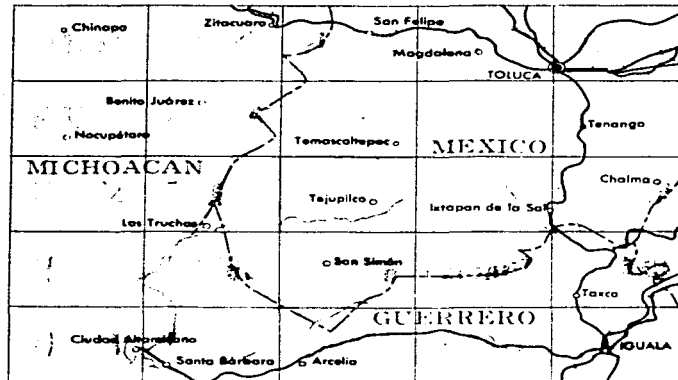 Chinapa
Zitacuaro
San Felipe
Magdalena
TOLUCA
Benito Juárez
Nocupétaro
Temascaltepec
MEXICO
Tenango
MICHOACAN
Chalma
Tejupilco
Ixtapan de la Sal
Las Truchas
San Simón
Taxco
GUERRERO
Ciudad Altamirano
IGUALA
Santa Bárbara
Arcelia